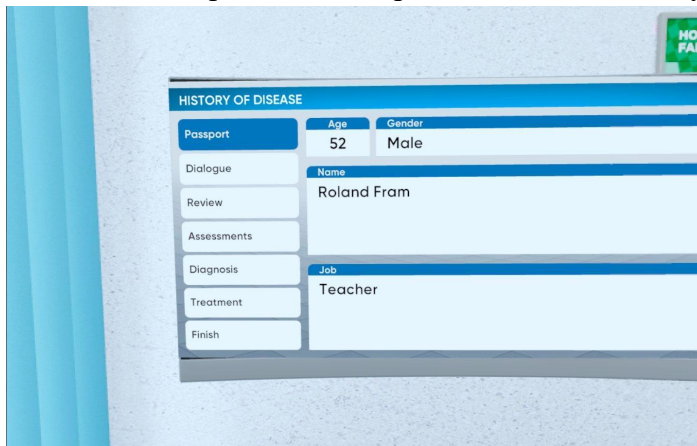 HISTORY OF DISEASE
Passport
Dialogue
Review
Assessments
Diagnosis
Treatment
Finish
Age
52
Gender
Male
Name
Roland Fram
Job
Teacher
HO